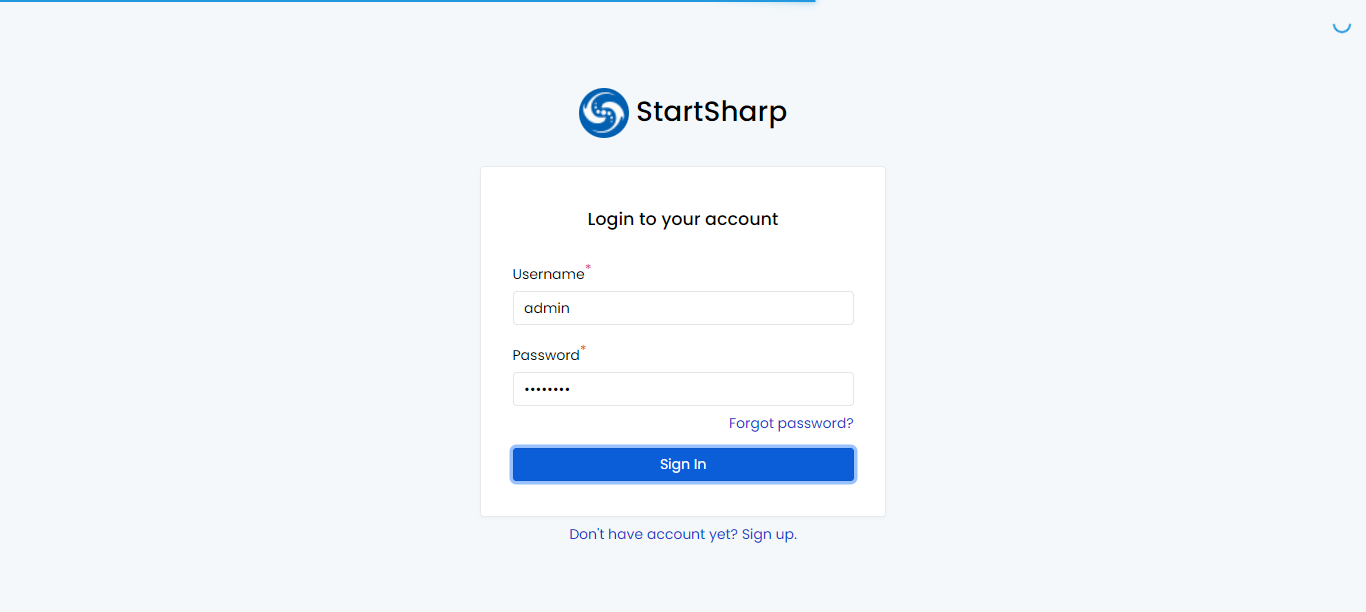 StartSharp
Login to your account
Username*
admin
Password*
••••••••
Forgot password?
Sign In
Don't have account yet? Sign up.